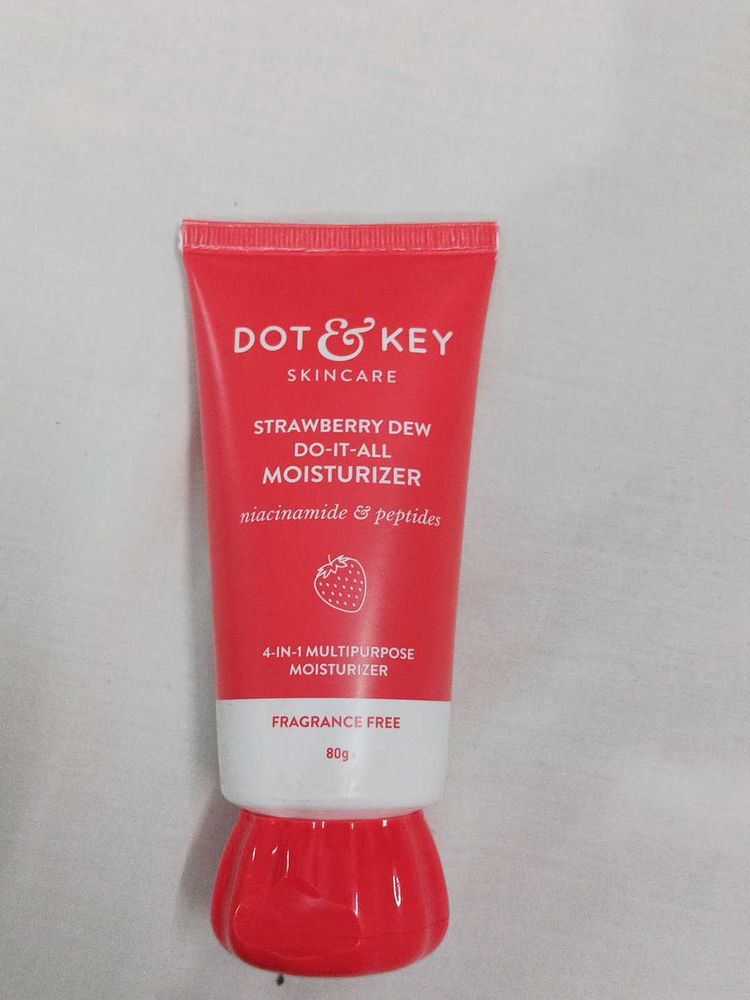 DOT & KEY
SKINCARE
STRAWBERRY DEW
DO-IT-ALL
MOISTURIZER
niacinamide & peptides
4-IN-1 MULTIPURPOSE
MOISTURIZER
FRAGRANCE FREE
80g